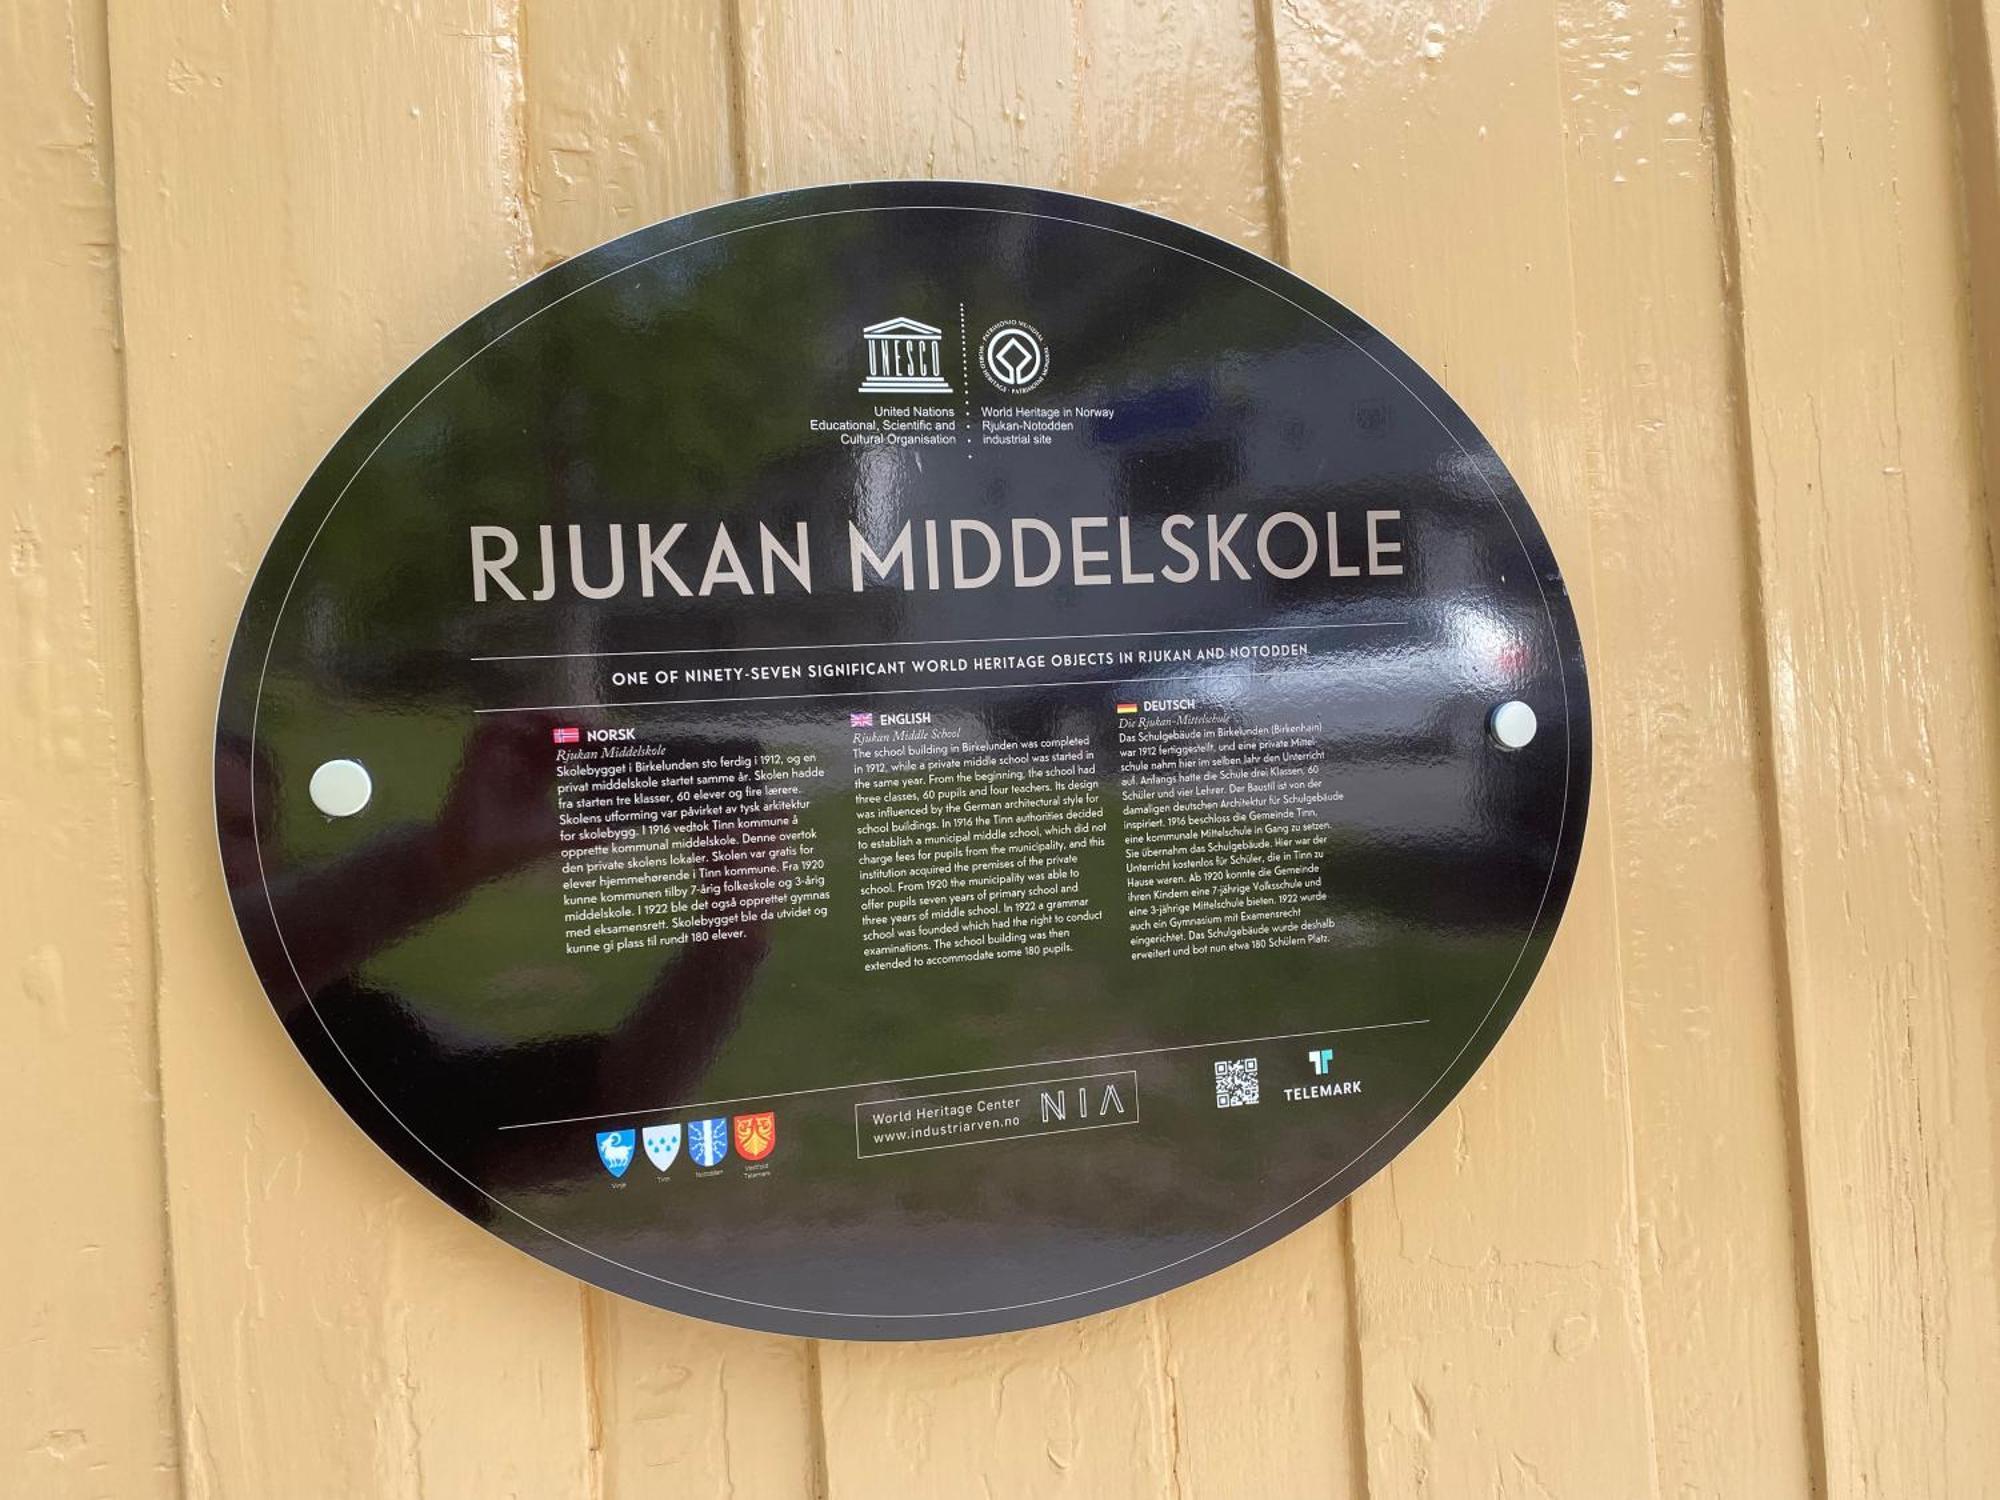 UNESCO
United Nations
Educational, Scientific and
Cultural Organisation
WORLD HERITAGE · PATRIMOINE MONDIAL · PATRIMONIO MUNDIAL
World Heritage in Norway
Rjukan-Notodden
industrial site
RJUKAN MIDDELSKOLE
ONE OF NINETY-SEVEN SIGNIFICANT WORLD HERITAGE OBJECTS IN RJUKAN AND NOTODDEN
NORSK
Rjukan Middelskole
Skolebygget i Birkelunden sto ferdig i 1912, og en
privat middelskole startet samme år. Skolen hadde
fra starten tre klasser, 60 elever og fire lærere.
Skolens utforming var påvirket av tysk arkitektur
for skolebygg. I 1916 vedtok Tinn kommune å
opprette kommunal middelskole. Denne overtok
den private skolens lokaler. Skolen var gratis for
elever hjemmehørende i Tinn kommune. Fra 1920
kunne kommunen tilby 7-årig folkeskole og 3-årig
middelskole. I 1922 ble det også opprettet gymnas
med eksamensrett. Skolebygget ble da utvidet og
kunne gi plass til rundt 180 elever.
ENGLISH
Rjukan Middle School
The school building in Birkelunden was completed
in 1912, while a private middle school was started in
the same year. From the beginning, the school had
three classes, 60 pupils and four teachers. Its design
was influenced by the German architectural style for
school buildings. In 1916 the Tinn authorities decided
to establish a municipal middle school, which did not
charge fees for pupils from the municipality, and this
institution acquired the premises of the private
school. From 1920 the municipality was able to
offer pupils seven years of primary school and
three years of middle school. In 1922 a grammar
school was founded which had the right to conduct
examinations. The school building was then
extended to accommodate some 180 pupils.
DEUTSCH
Die Rjukan-Mittelschule
Das Schulgebäude im Birkelunden (Birkenhain)
war 1912 fertiggestellt, und eine private Mittel-
schule nahm hier im selben Jahr den Unterricht
auf. Anfangs hatte die Schule drei Klassen, 60
Schüler und vier Lehrer. Der Baustil ist von der
damaligen deutschen Architektur für Schulgebäude
inspiriert. 1916 beschloss die Gemeinde Tinn,
eine kommunale Mittelschule in Gang zu setzen.
Sie übernahm das Schulgebäude. Hier war der
Unterricht kostenlos für Schüler, die in Tinn zu
Hause waren. Ab 1920 konnte die Gemeinde
ihren Kindern eine 7-jährige Volksschule und
eine 3-jährige Mittelschule bieten. 1922 wurde
auch ein Gymnasium mit Examensrecht
eingerichtet. Das Schulgebäude wurde deshalb
erweitert und bot nun etwa 180 Schülern Platz.
Vinje
Tinn
Notodden
Vestfold
Telemark
World Heritage Center
www.industriarven.no
NIA
TELEMARK